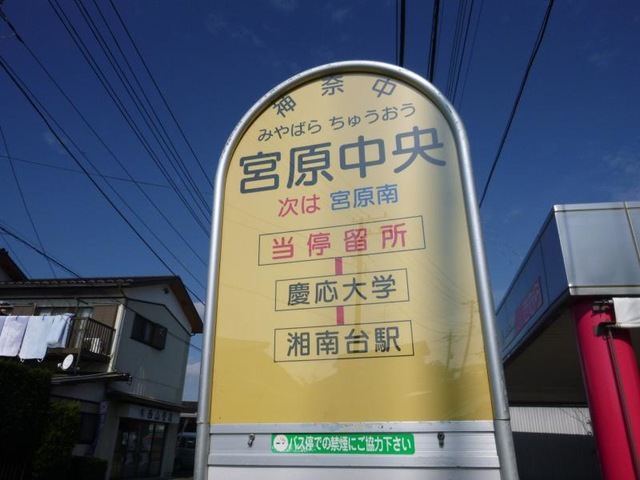 神奈中
みやばら ちゅうおう
宮原中央
次は 宮原南
当停留所
慶応大学
湘南台駅
バス停での禁煙にご協力下さい